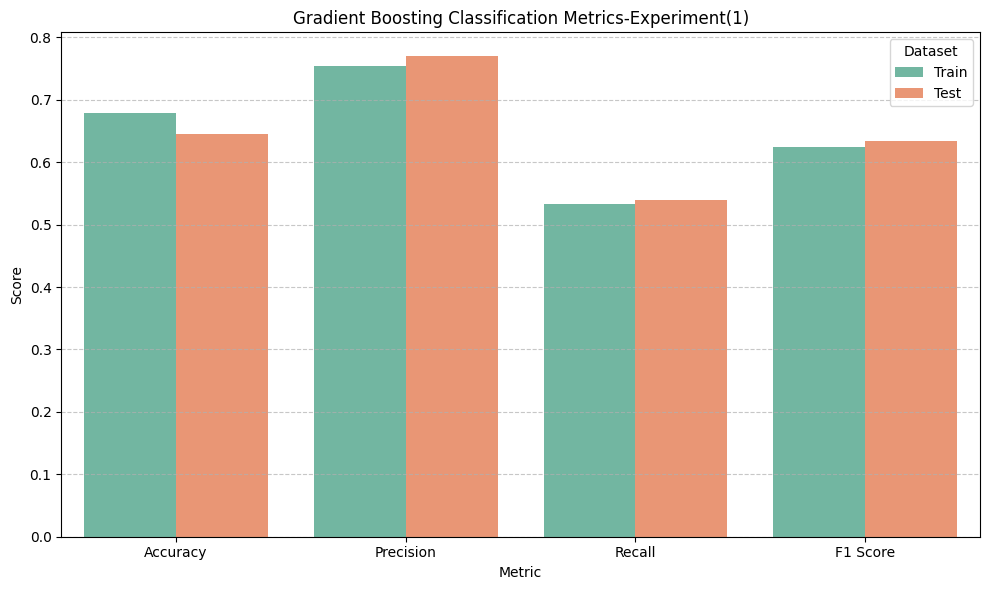 Gradient Boosting Classification Metrics-Experiment(1)
Dataset
Train
Test
Score
0.8
0.7
0.6
0.5
0.4
0.3
0.2
0.1
0.0
Accuracy Precision Recall F1 Score
Metric